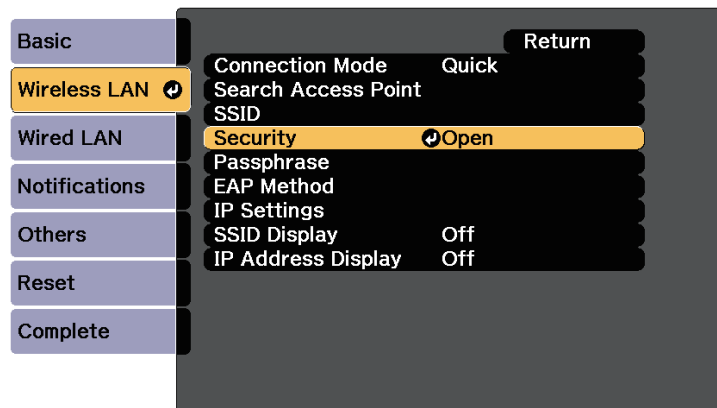 Basic
Wireless LAN
Wired LAN
Notifications
Others
Reset
Complete
Return
Connection Mode Quick
Search Access Point
SSID
Security Open
Passphrase
EAP Method
IP Settings
SSID Display Off
IP Address Display Off